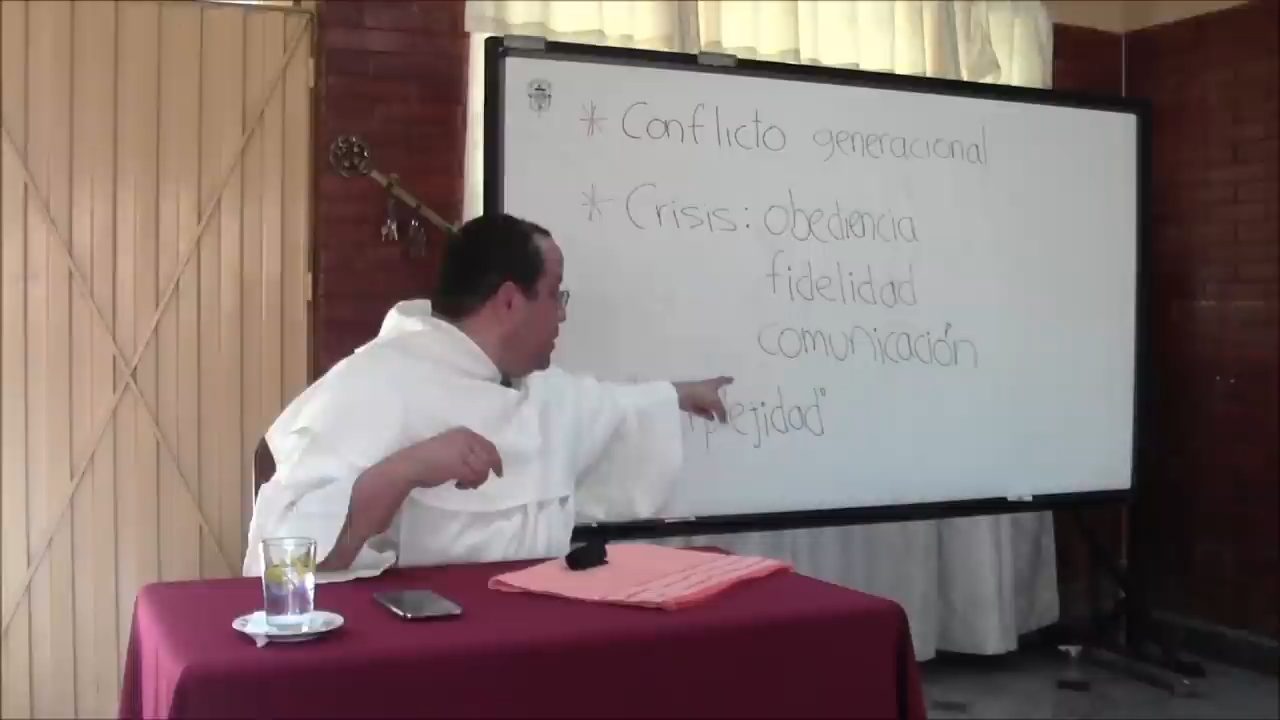 * Conflicto generacional
* Crisis: obediencia
fidelidad
comunicación